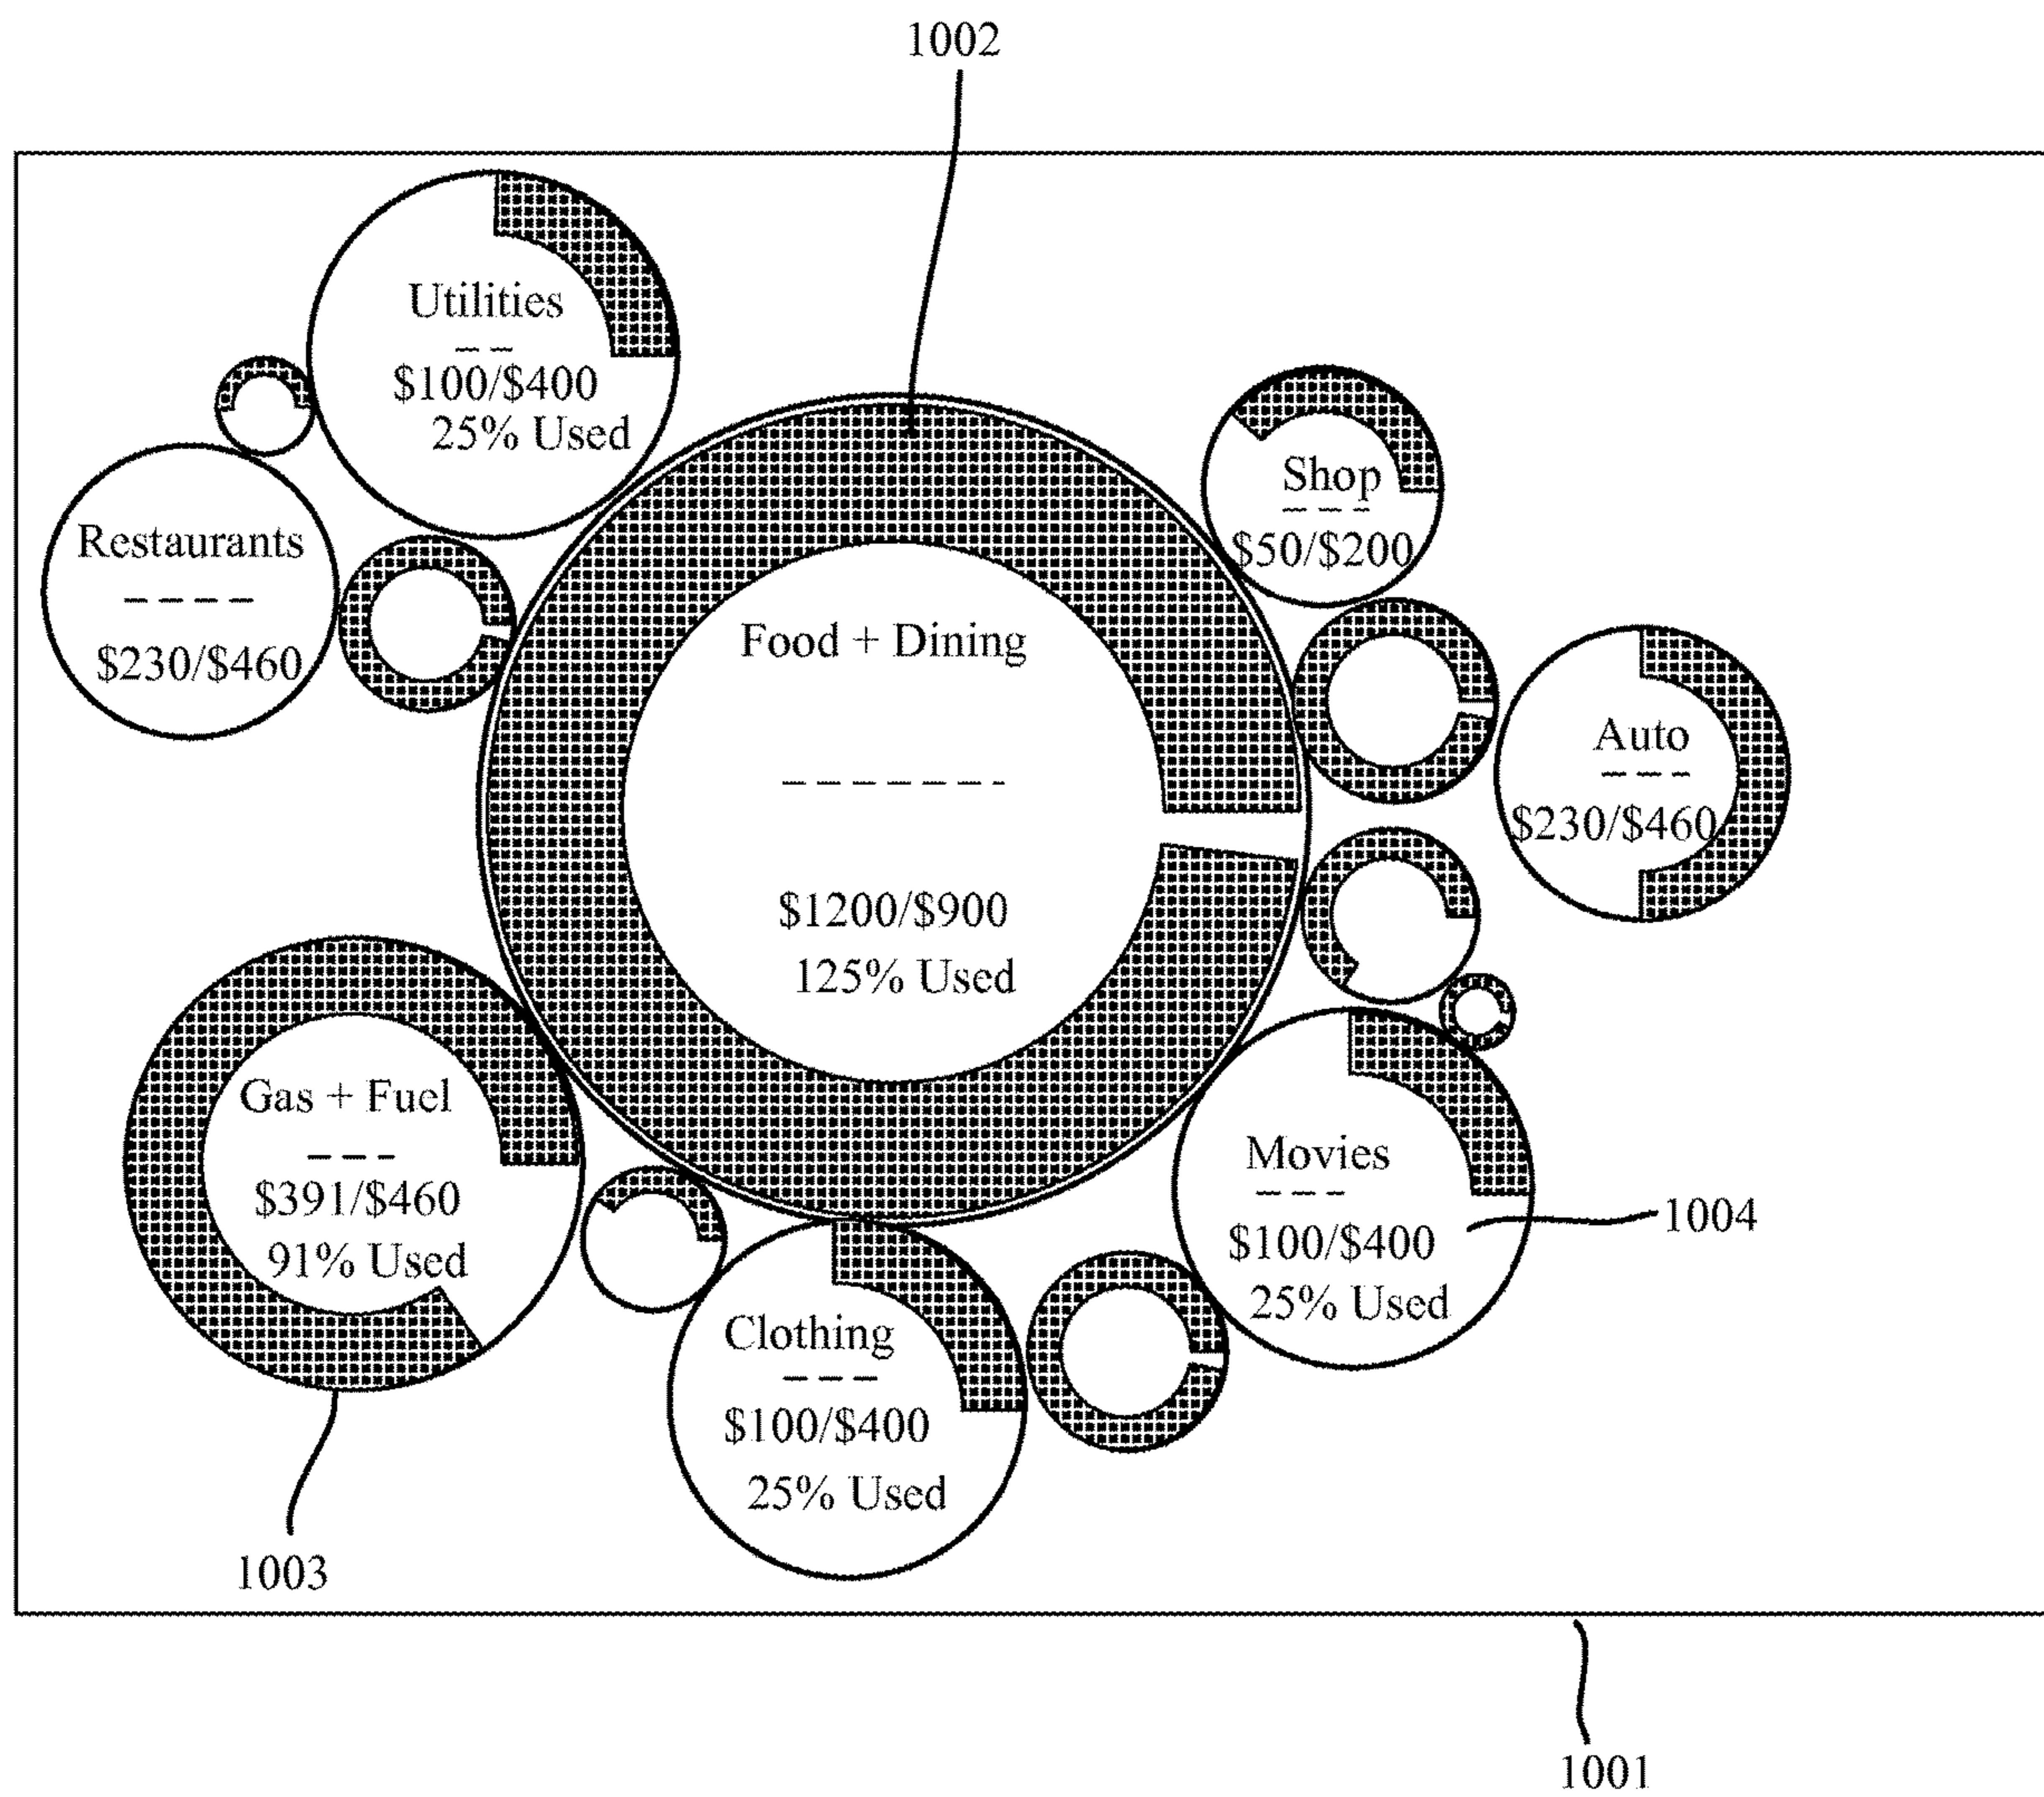 1002
Utilities
$100/$400
25% Used
Restaurants
$230/$460
Food + Dining
$1200/$900
125% Used
Shop
$50/$200
Auto
$230/$460
Gas + Fuel
$391/$460
91% Used
Clothing
$100/$400
25% Used
Movies
$100/$400
25% Used
1004
1003
1001